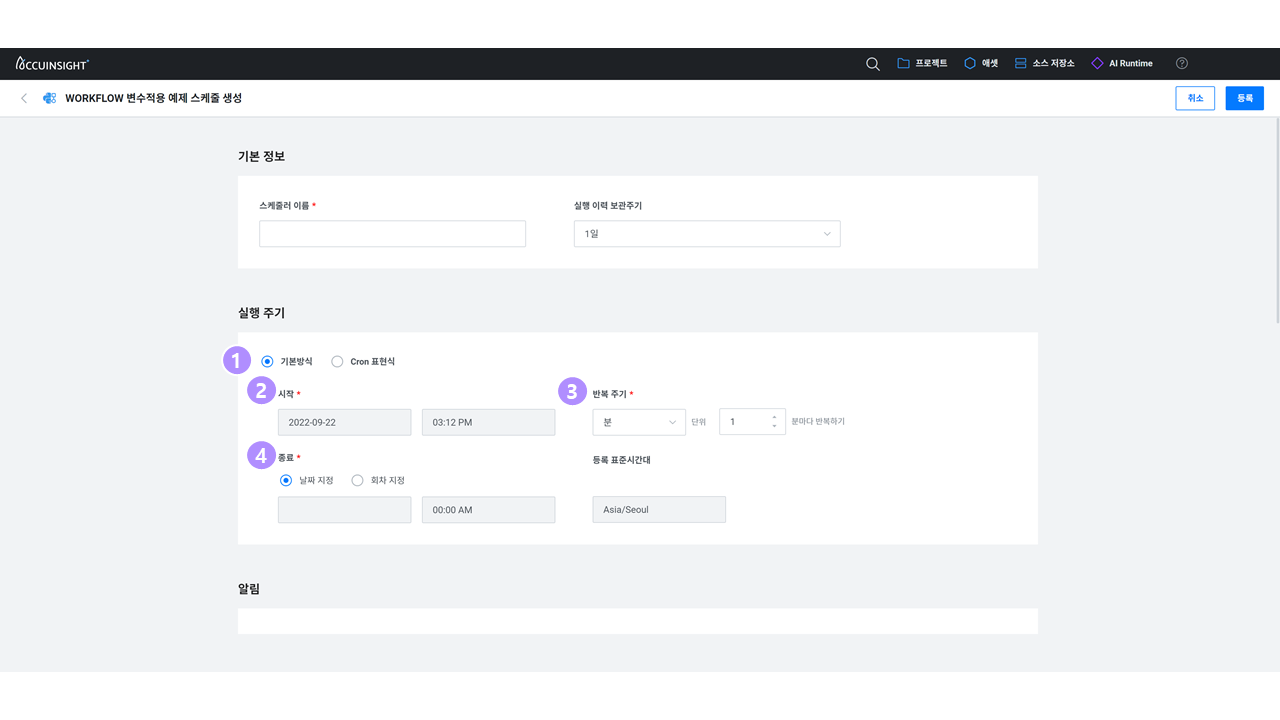 ACCUINSIGHT+
프로젝트 애셋 소스 저장소 AI Runtime ?
WORKFLOW 변수적용 예제 스케줄 생성 취소 등록
기본 정보
스케줄러 이름 * 실행 이력 보관주기
1일
실행 주기
1 기본방식 Cron 표현식
2 시작 * 3 반복 주기 *
2022-09-22 03:12 PM 분 단위 1 분마다 반복하기
4 종료 * 등록 표준시간대
날짜 지정 회차 지정
00:00 AM Asia/Seoul
알림